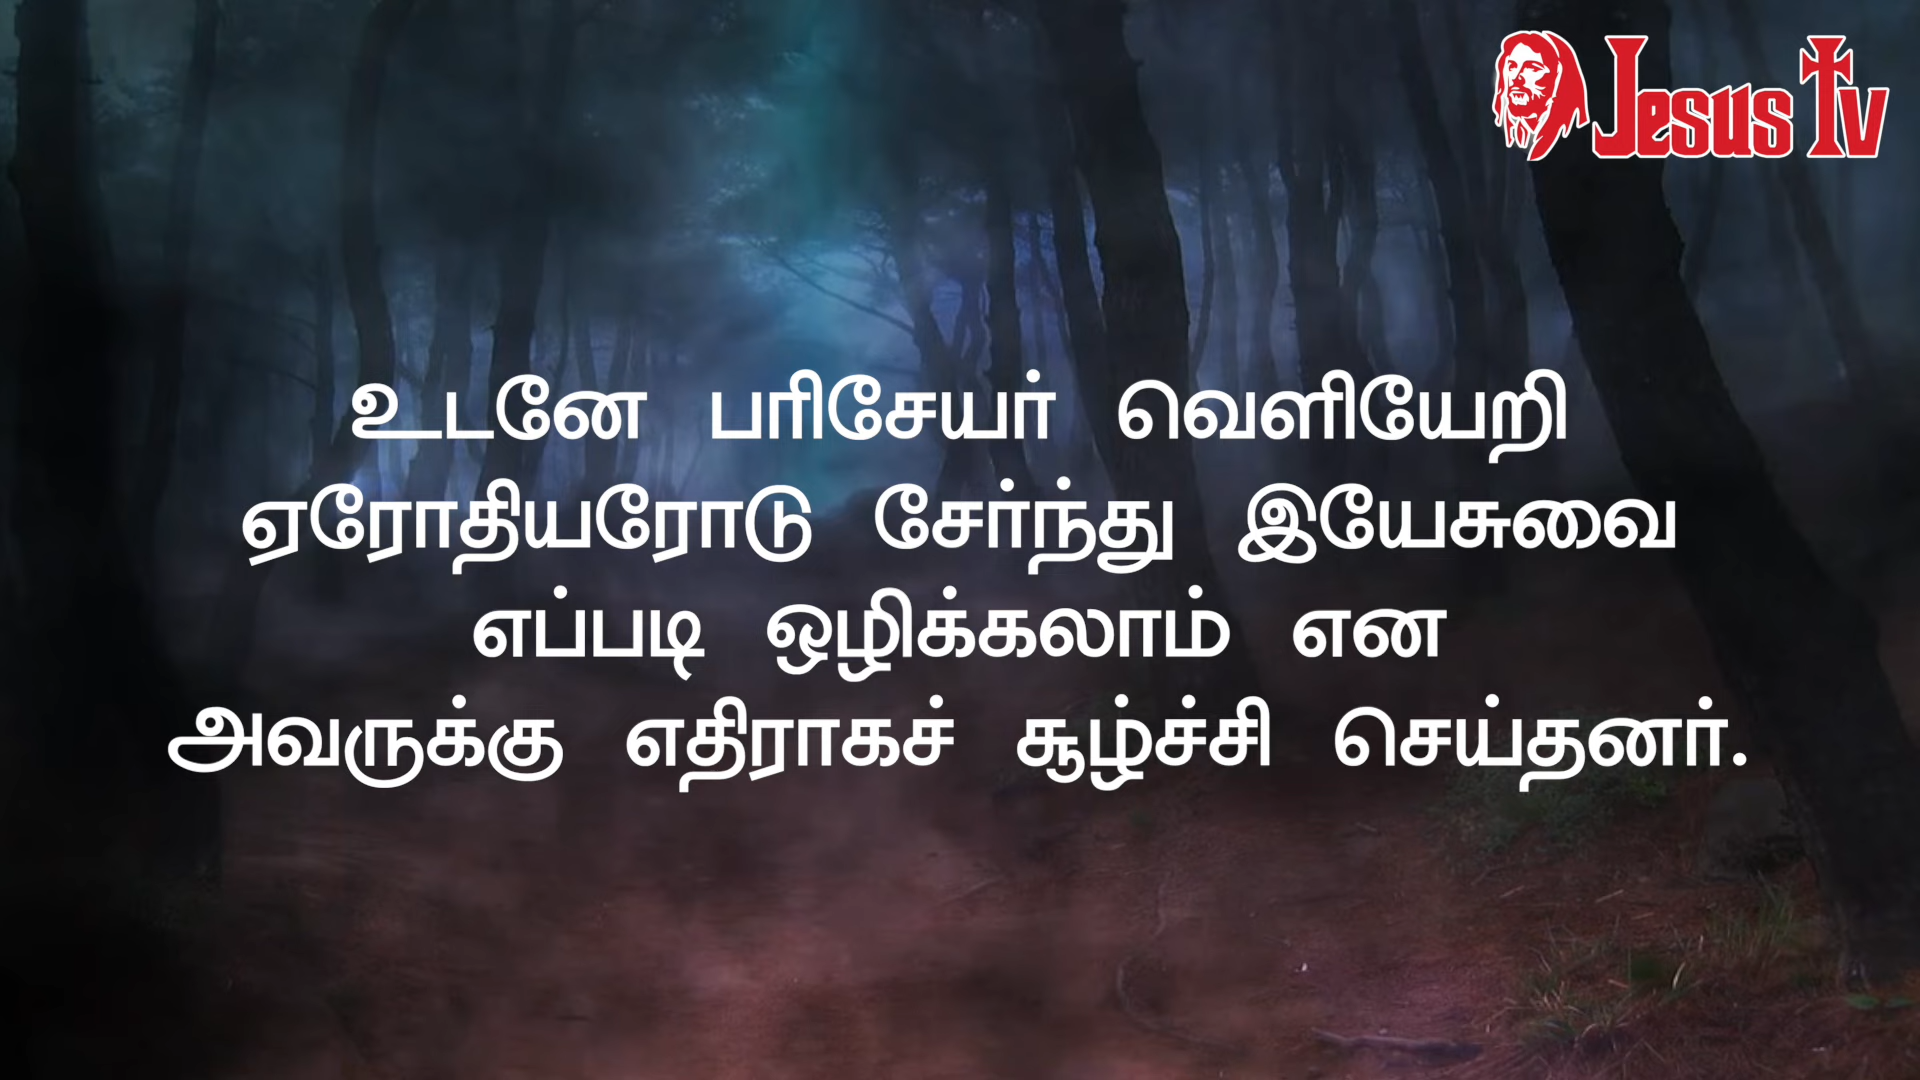 Jesus Tv
உடனே பரிசேயர் வெளியேறி
ஏரோதியரோடு சேர்ந்து இயேசுவை
எப்படி ஒழிக்கலாம் என
அவருக்கு எதிராகச் சூழ்ச்சி செய்தனர்.